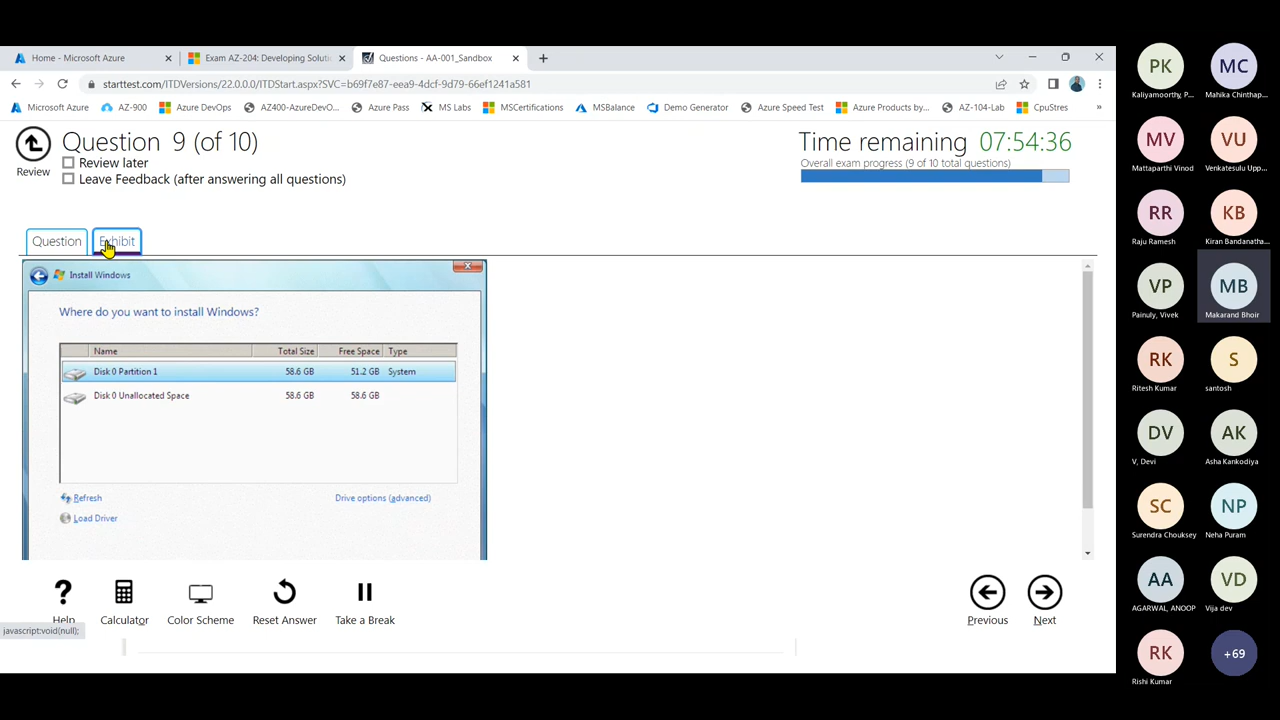 Home - Microsoft Azure
Exam AZ-204: Developing Soluti
Questions - AA-001_Sandbox
starttest.com/ITDVersions/22.0.0.0/ITDStart.aspx?SVC=b69f7e87-eea9-4dcf-9d79-66ef1241a581
Microsoft Azure
AZ-900
Azure DevOps
AZ400-AzureDevO...
Azure Pass
MS Labs
MSCertifications
MSBalance
Demo Generator
Azure Speed Test
Azure Products by...
AZ-104-Lab
CpuStres
»
Review
Question 9 (of 10)
Review later
Leave Feedback (after answering all questions)
Time remaining 07:54:36
Overall exam progress (9 of 10 total questions)
Question
Exhibit
Install Windows
Where do you want to install Windows?
Name Total Size Free Space Type
Disk 0 Partition 1 58.6 GB 51.2 GB System
Disk 0 Unallocated Space 58.6 GB 58.6 GB
Refresh
Drive options (advanced)
Load Driver
? Help
Calculator
Color Scheme
Reset Answer
Take a Break
Previous
Next
javascript:void(null);
PK
Kaliyamoorthy, P...
MC
Mahika Chinthap...
MV
Mattaparthi Vinod
VU
Venkatesulu Upp...
RR
Raju Ramesh
KB
Kiran Bandanatha...
VP
Painuly, Vivek
MB
Makarand Bhoir
RK
Ritesh Kumar
S
santosh
DV
V, Devi
AK
Asha Kankodiya
SC
Surendra Chouksey
NP
Neha Puram
AA
AGARWAL, ANOOP
VD
Vija dev
RK
Rishi Kumar
+69